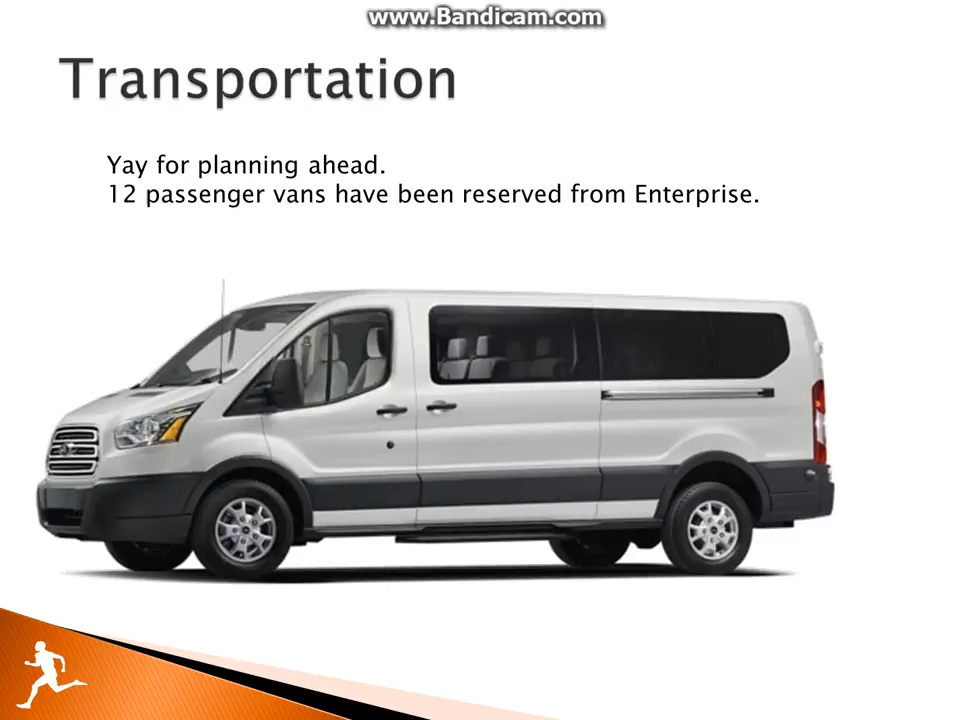 www.Bandicam.com
Transportation
Yay for planning ahead.
12 passenger vans have been reserved from Enterprise.